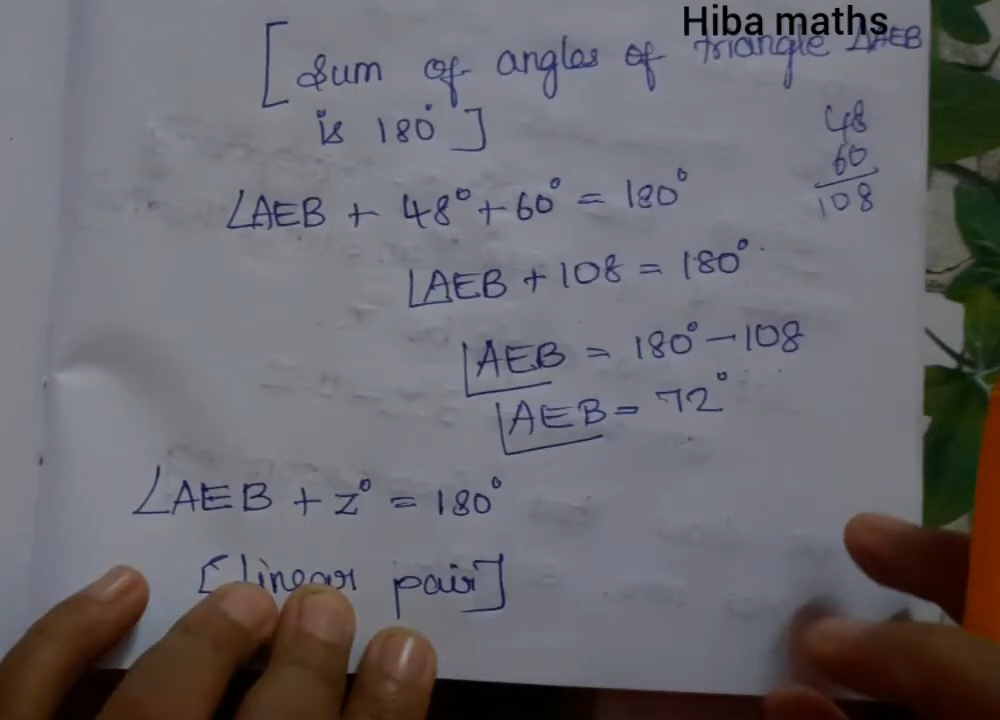 Hiba maths
[ Sum of angles of triangle ΔAEB
is 180° ]
48
60
108
∠AEB + 48° + 60° = 180°
∠AEB + 108 = 180°
∠AEB = 180° - 108
∠AEB = 72°
∠AEB + z° = 180°
[linear pair]